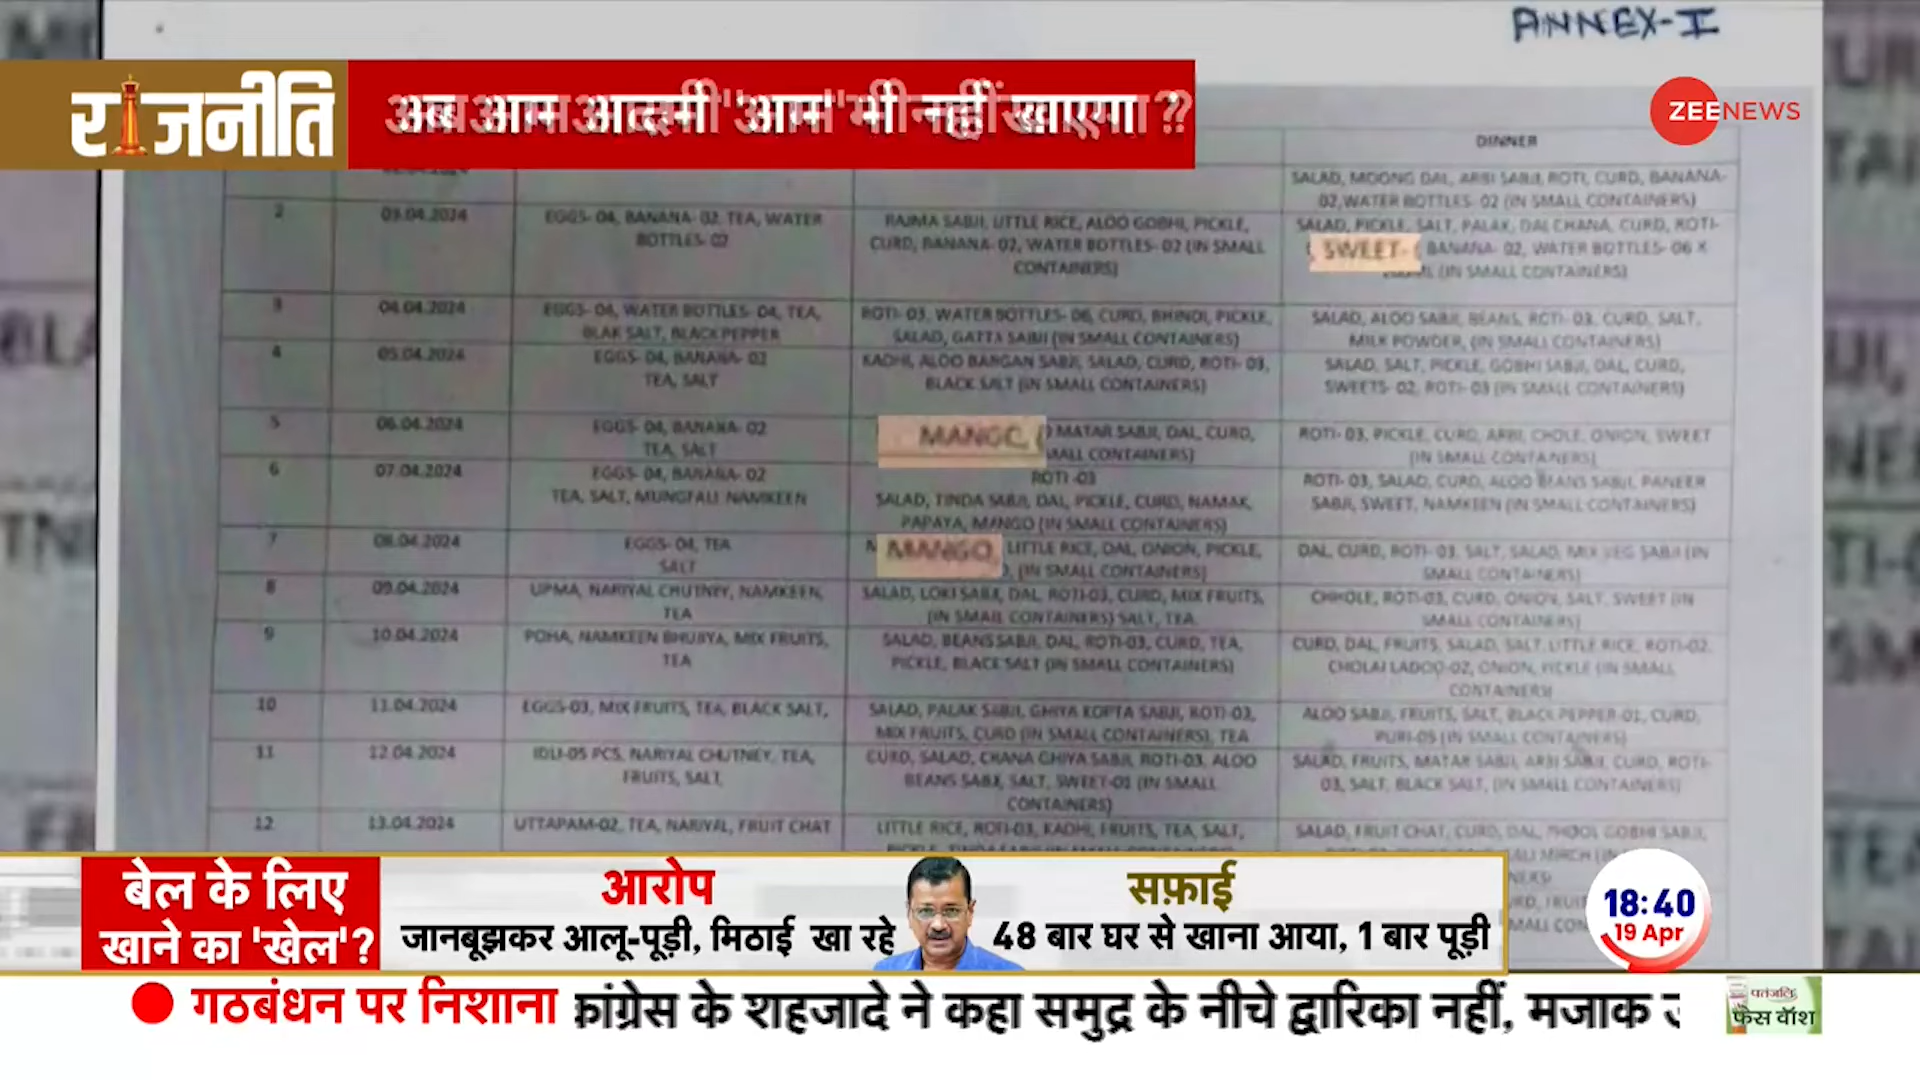 ANNEX-I
राजनीति
अब आम आदमी 'आम' भी नहीं खाएगा ?
ZEE NEWS
DINNER
SALAD, MOONG DAL, ARBI SABJI, ROTI, CURD, BANANA-
02,WATER BOTTLES- 02 (IN SMALL CONTAINERS)
2 03.04.2024
EGGS- 04, BANANA- 02, TEA, WATER
BOTTLES- 02
RAJMA SABJI, LITTLE RICE, ALOO GOBHI, PICKLE,
CURD, BANANA-02, WATER BOTTLES- 02 (IN SMALL
CONTAINERS)
SALAD, PICKLE, SALT, PALAK, DAL CHANA, CURD, ROTI-
SWEET- BANANA- 02, WATER BOTTLES- 06 X
(IN SMALL CONTAINERS)
3 04.04.2024
EGGS- 04, WATER BOTTLES- 04, TEA,
BLAK SALT, BLACK PEPPER
ROTI- 03, WATER BOTTLES- 06, CURD, BHINDI, PICKLE,
SALAD, GATTA SABJI (IN SMALL CONTAINERS)
SALAD, ALOO SABJI, BEANS, ROTI- 03, CURD, SALT,
MILK POWDER, (IN SMALL CONTAINERS)
4 05.04.2024
EGGS- 04, BANANA- 02
TEA, SALT
KADHI, ALOO BANGAN SABJI, SALAD, CURD, ROTI- 03,
BLACK SALT (IN SMALL CONTAINERS)
SALAD, SALT, PICKLE, GOBHI SABJI, DAL, CURD,
SWEETS- 02, ROTI- 03 (IN SMALL CONTAINERS)
5 06.04.2024
EGGS- 04, BANANA- 02
TEA, SALT
MANGO, MATAR SABJI, DAL, CURD,
MALL CONTAINERS)
ROTI- 03, PICKLE, CURD, ARBI, CHOLE, ONION, SWEET
(IN SMALL CONTAINERS)
6 07.04.2024
EGGS- 04, BANANA- 02
TEA, SALT, MUNGFALI NAMKEEN
ROTI -03
SALAD, TINDA SABJI, DAL, PICKLE, CURD, NAMAK,
PAPAYA, MANGO (IN SMALL CONTAINERS)
ROTI- 03, SALAD, CURD, ALOO BEANS SABJI, PANEER
SABJI, SWEET, NAMKEEN (IN SMALL CONTAINERS)
7 08.04.2024
EGGS- 04, TEA
SALT
MANGO, LITTLE RICE, DAL, ONION, PICKLE,
(IN SMALL CONTAINERS)
DAL, CURD, ROTI- 03, SALT, SALAD, MIX VEG SABJI (IN
SMALL CONTAINERS)
8 09.04.2024
UPMA, NARIYAL CHUTNEY, NAMKEEN,
TEA
SALAD, LOKI SABJI, DAL, ROTI-03, CURD, MIX FRUITS,
(IN SMALL CONTAINERS) SALT, TEA
CHHOLE, ROTI-03, CURD, ONION, SALT, SWEET (IN
SMALL CONTAINERS)
9 10.04.2024
POHA, NAMKEEN BHUJIYA, MIX FRUITS,
TEA
SALAD, BEANS SABJI, DAL, ROTI-03, CURD, TEA,
PICKLE, BLACK SALT (IN SMALL CONTAINERS)
CURD, DAL, FRUITS, SALAD, SALT, LITTLE RICE, ROTI-02,
CHOLAI LADOO-02, ONION, PICKLE (IN SMALL
CONTAINERS)
10 11.04.2024
EGGS-03, MIX FRUITS, TEA, BLACK SALT,
SALAD, PALAK SABJI, GHIYA KOPTA SABJI, ROTI-03,
MIX FRUITS, CURD (IN SMALL CONTAINERS), TEA
ALOO SABJI, FRUITS, SALT, BLACK PEPPER-01, CURD,
PURI-05 (IN SMALL CONTAINERS)
11 12.04.2024
IDLI-05 PCS, NARIYAL CHUTNEY, TEA,
FRUITS, SALT,
CURD, SALAD, CHANA GHIYA SABJI, ROTI-03, ALOO
BEANS SABJI, SALT, SWEET-01 (IN SMALL
CONTAINERS)
SALAD, FRUITS, MATAR SABJI, ARBI SABJI, CURD, ROTI-
03, SALT, BLACK SALT, (IN SMALL CONTAINERS)
12 13.04.2024
UTTAPAM-02, TEA, NARIYAL, FRUIT CHAT
LITTLE RICE, ROTI-03, KADHI, FRUITS, TEA, SALT,
SALAD, FRUIT CHAT, CURD, DAL, PHOOL GOBHI SABJI,
बेल के लिए
खाने का 'खेल'?
आरोप
जानबूझकर आलू-पूड़ी, मिठाई खा रहे
सफ़ाई
48 बार घर से खाना आया, 1 बार पूड़ी
18:40
19 Apr
गठबंधन पर निशाना
कांग्रेस के शहजादे ने कहा समुद्र के नीचे द्वारिका नहीं, मजाक
पतंजलि
फेस वॉश